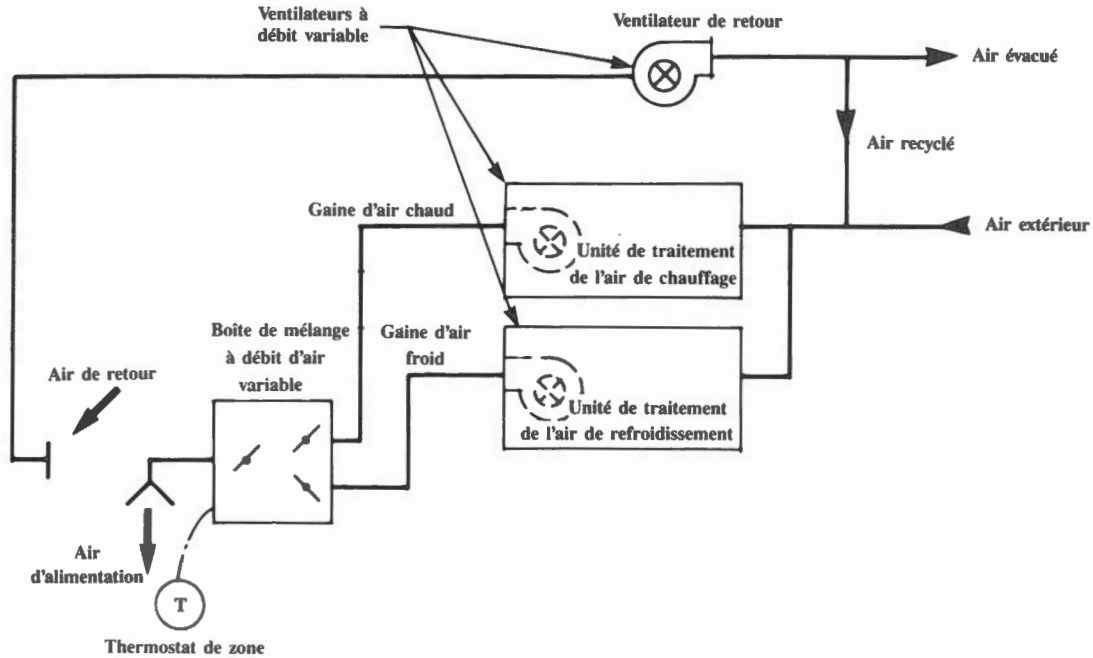 Ventilateurs à
débit variable
Ventilateur de retour
Air évacué
Air recyclé
Gaine d'air chaud
Air extérieur
Unité de traitement
de l'air de chauffage
Boîte de mélange
à débit d'air
variable
Gaine d'air
froid
Air de retour
Unité de traitement
de l'air de refroidissement
Air
d'alimentation
T
Thermostat de zone